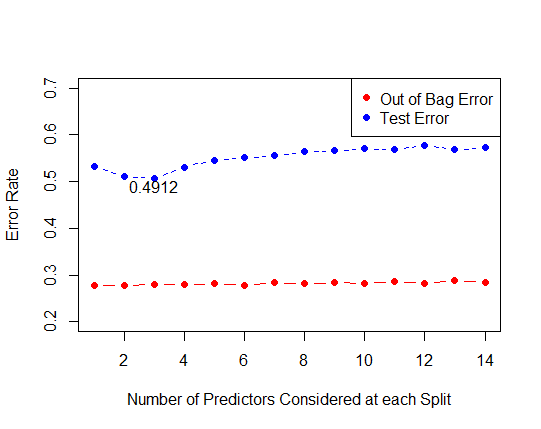 Out of Bag Error
Test Error
0.7
0.6
0.5
0.4
0.3
0.2
Error Rate
0.4912
2 4 6 8 10 12 14
Number of Predictors Considered at each Split